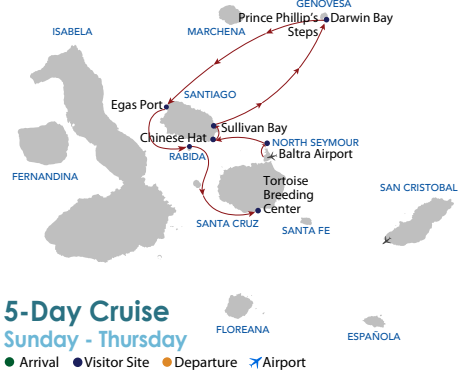 GENOVESA
Prince Phillip's Darwin Bay
Steps
ISABELA
MARCHENA
SANTIAGO
Egas Port
Sullivan Bay
Chinese Hat
NORTH SEYMOUR
RABIDA
Baltra Airport
FERNANDINA
Tortoise
Breeding
Center
SAN CRISTOBAL
SANTA CRUZ
SANTA FE
5-Day Cruise
Sunday - Thursday
FLOREANA
ESPAÑOLA
Arrival Visitor Site Departure Airport